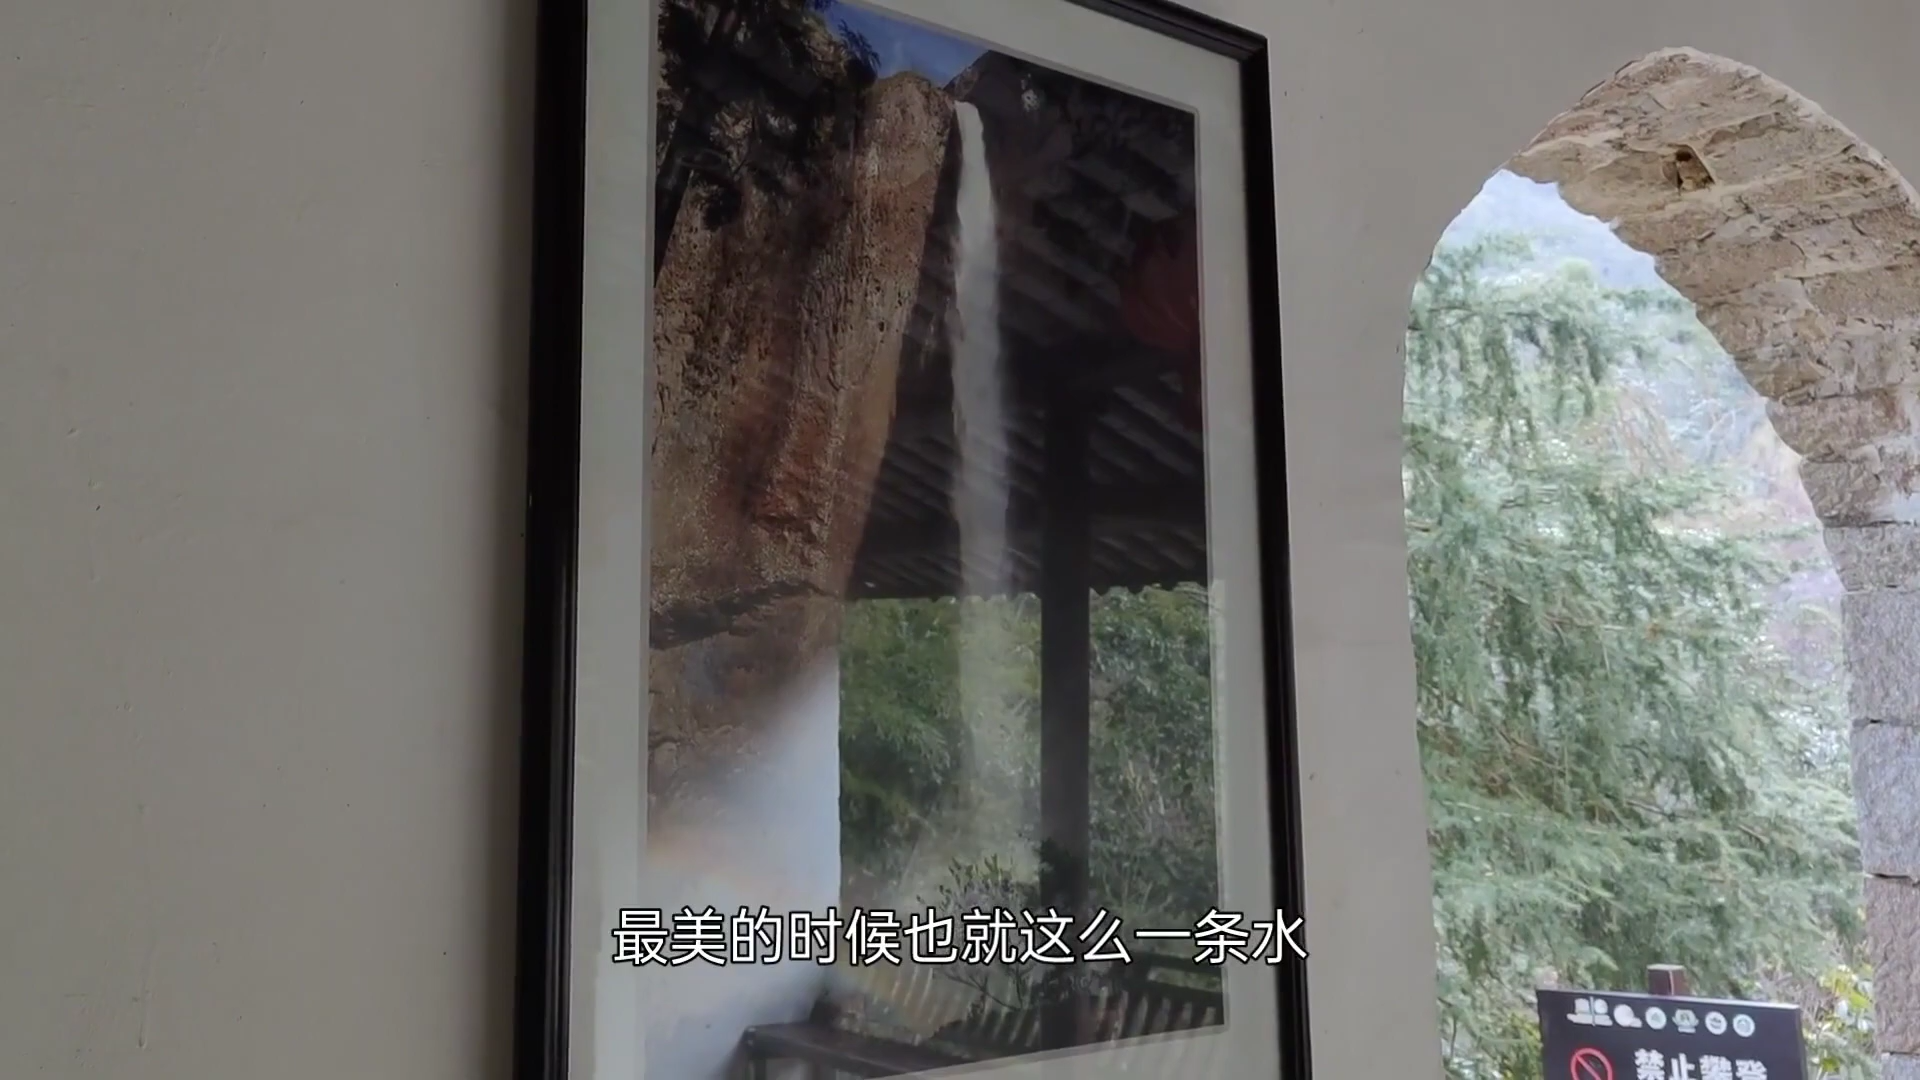 最美的时候也就这么一条水
禁止攀登